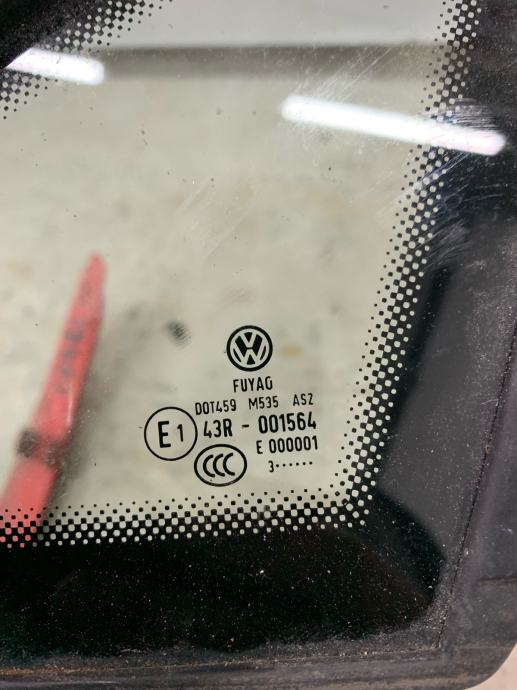 FUYAO
DOT459 M535 AS2
E1 43R - 001564
E 000001
CCC
3······